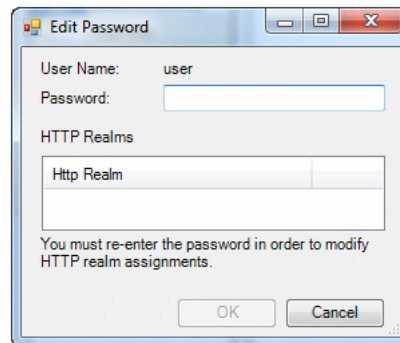 Edit Password
User Name: user
Password:
HTTP Realms
Http Realm
You must re-enter the password in order to modify
HTTP realm assignments.
OK Cancel